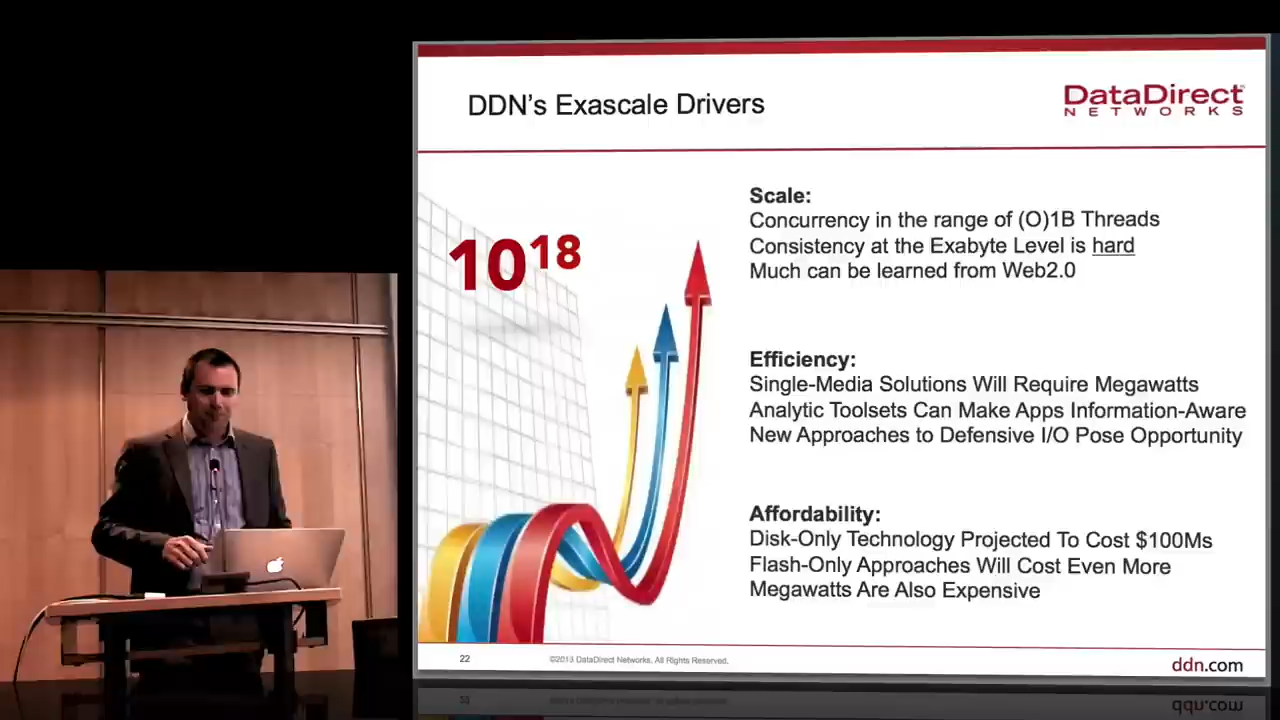 DDN's Exascale Drivers
DataDirect
NETWORKS
10^18
Scale:
Concurrency in the range of (O)1B Threads
Consistency at the Exabyte Level is hard
Much can be learned from Web2.0
Efficiency:
Single-Media Solutions Will Require Megawatts
Analytic Toolsets Can Make Apps Information-Aware
New Approaches to Defensive I/O Pose Opportunity
Affordability:
Disk-Only Technology Projected To Cost $100Ms
Flash-Only Approaches Will Cost Even More
Megawatts Are Also Expensive
22
©2013 DataDirect Networks. All Rights Reserved.
ddn.com